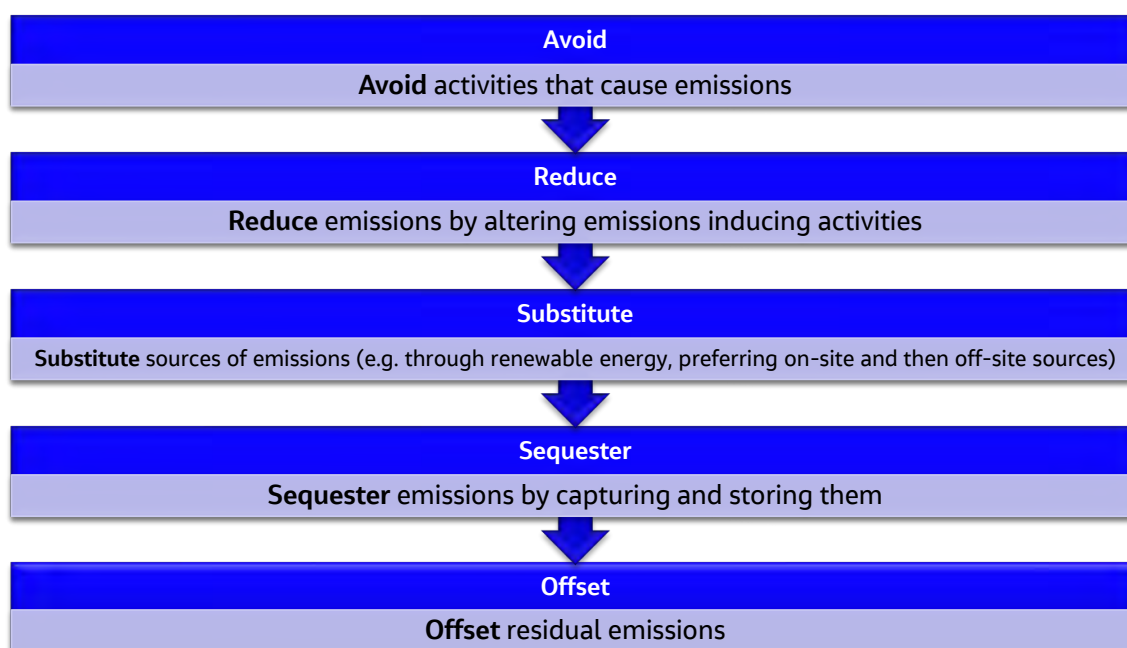 Avoid
Avoid activities that cause emissions
Reduce
Reduce emissions by altering emissions inducing activities
Substitute
Substitute sources of emissions (e.g. through renewable energy, preferring on-site and then off-site sources)
Sequester
Sequester emissions by capturing and storing them
Offset
Offset residual emissions